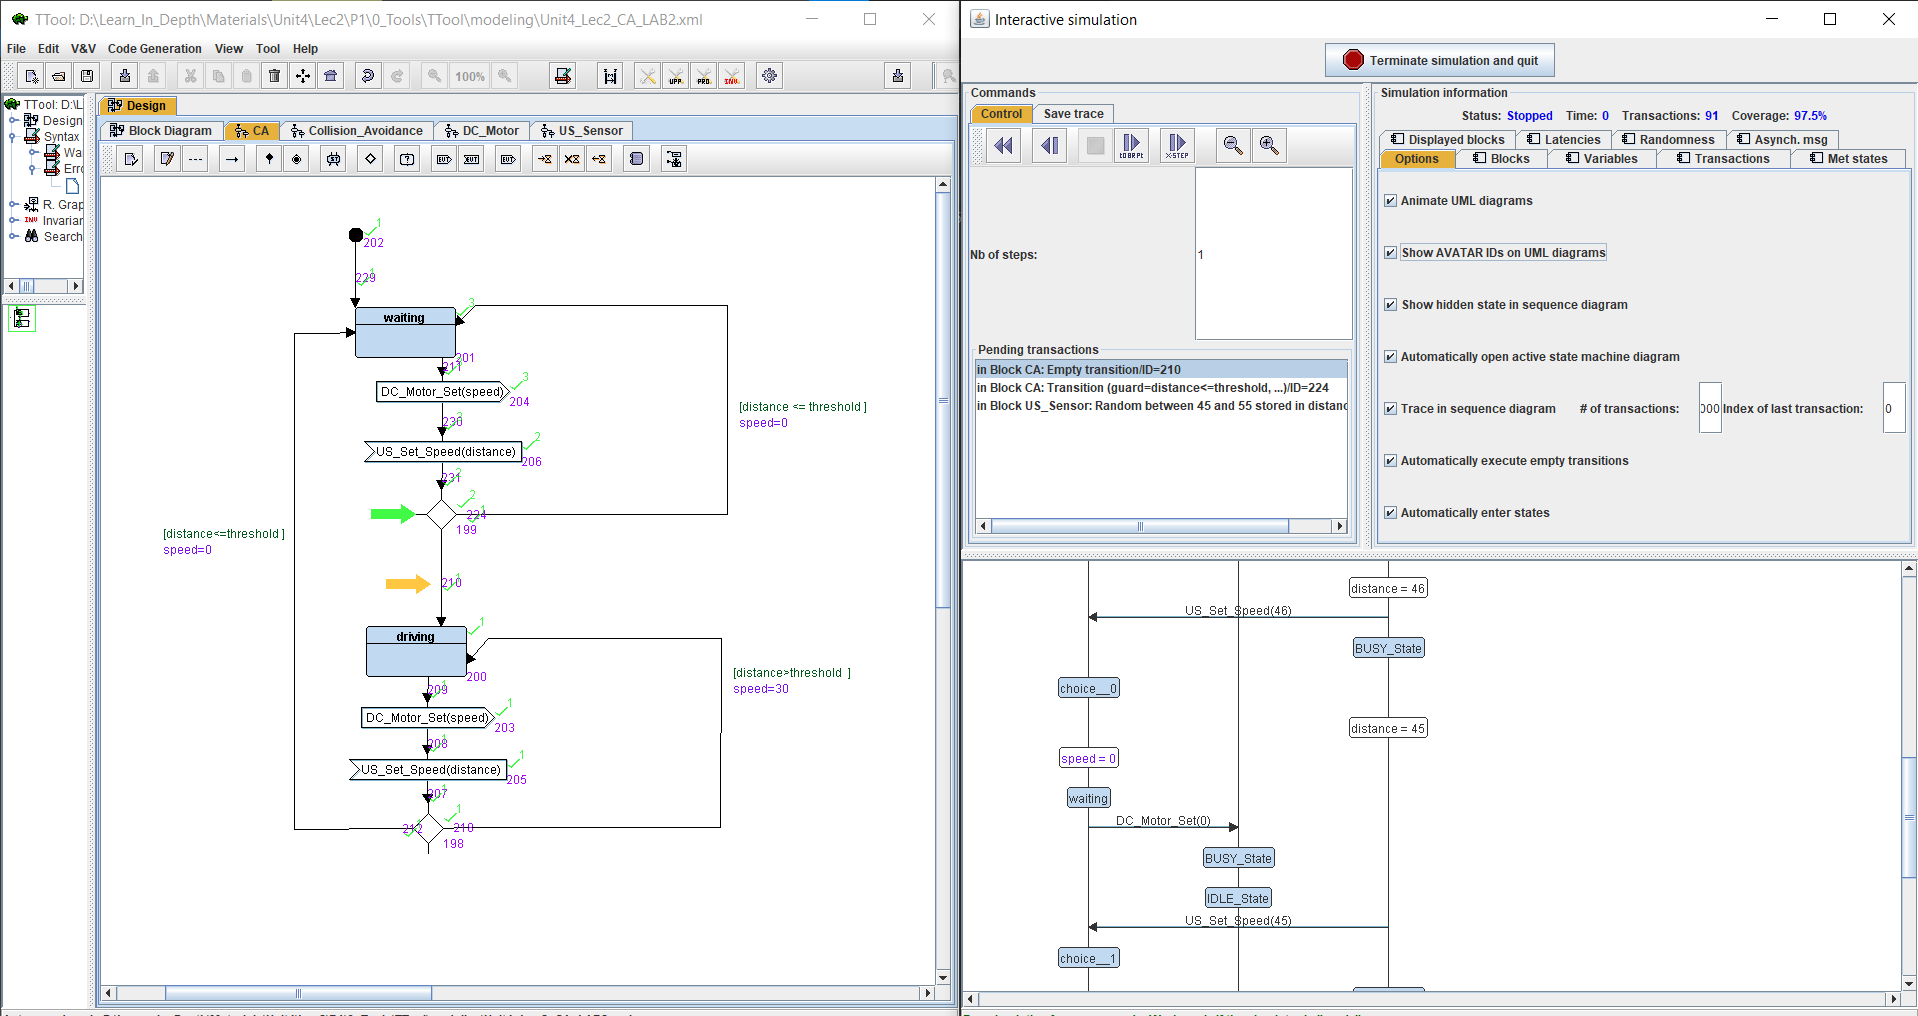 TTool: D:\Learn_In_Depth\Materials\Unit4\Lec2\P1\0_Tools\TTool\modeling\Unit4_Lec2_CA_LAB2.xml
File Edit V&V Code Generation View Tool Help
100%
UPP PRO INV
TTool: D:\L
Design
Syntax
Wa
Erro
R. Grap
INV Invarian
Search
Design
Block Diagram CA Collision_Avoidance DC_Motor US_Sensor
1
202
229
waiting
3
201
211
DC_Motor_Set(speed)
3
204
230
US_Set_Speed(distance)
2
206
231
2
224
199
[distance <= threshold ]
speed=0
[distance<=threshold ]
speed=0
210
driving
1
200
209
[distance>threshold ]
speed=30
DC_Motor_Set(speed)
1
203
208
US_Set_Speed(distance)
1
205
207
1
212
210
198
Interactive simulation
Terminate simulation and quit
Commands
Control Save trace
to BR PT
X-STEP
Nb of steps:
1
Pending transactions
in Block CA: Empty transition/ID=210
in Block CA: Transition (guard=distance<=threshold, ...)/ID=224
in Block US_Sensor: Random between 45 and 55 stored in distanc
Simulation information
Status: Stopped Time: 0 Transactions: 91 Coverage: 97.5%
Displayed blocks Latencies Randomness Asynch. msg
Options Blocks Variables Transactions Met states
Animate UML diagrams
Show AVATAR IDs on UML diagrams
Show hidden state in sequence diagram
Automatically open active state machine diagram
Trace in sequence diagram # of transactions: 000 Index of last transaction: 0
Automatically execute empty transitions
Automatically enter states
distance = 46
US_Set_Speed(46)
BUSY_State
choice__0
distance = 45
speed = 0
waiting
DC_Motor_Set(0)
BUSY_State
IDLE_State
US_Set_Speed(45)
choice__1